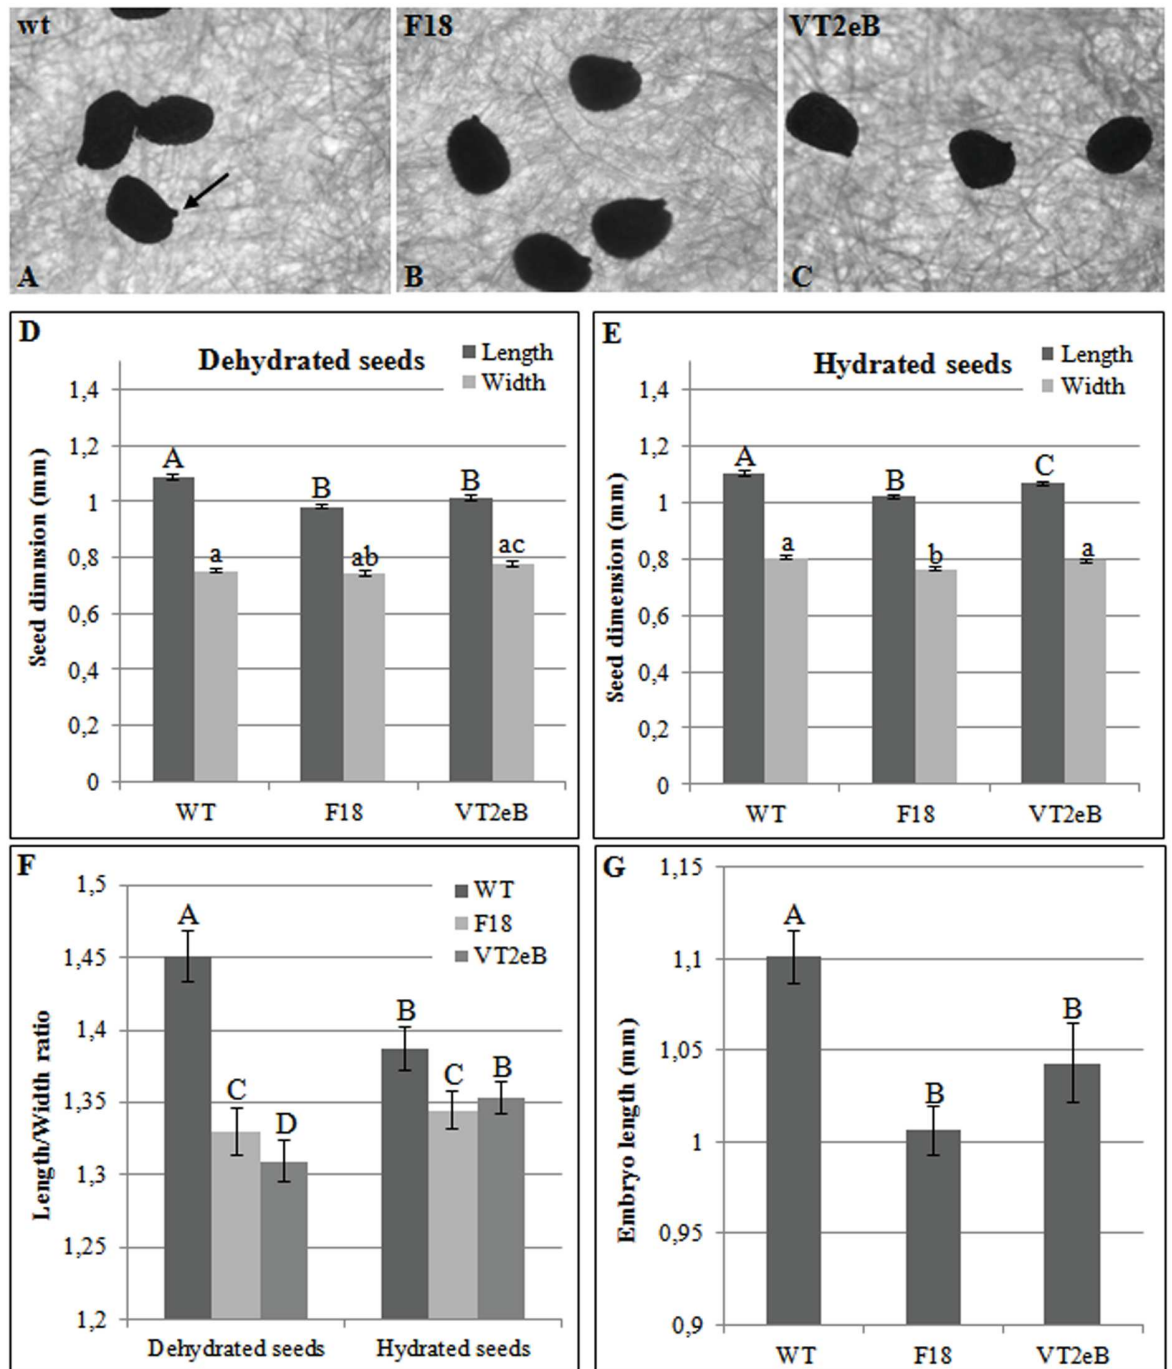 wt
A
F18
B
VT2eB
C
D
Dehydrated seeds
Length
Width
Seed dimnsion (mm)
1,4
1,2
1
0,8
0,6
0,4
0,2
0
A
a
B
ab
B
ac
WT
F18
VT2eB
E
Hydrated seeds
Length
Width
Seed dimension (mm)
1,4
1,2
1
0,8
0,6
0,4
0,2
0
A
a
B
b
C
a
WT
F18
VT2eB
F
WT
F18
VT2eB
Length/Width ratio
1,5
1,45
1,4
1,35
1,3
1,25
1,2
A
C
D
B
C
B
Dehydrated seeds
Hydrated seeds
G
Embryo length (mm)
1,15
1,1
1,05
1
0,95
0,9
A
B
B
WT
F18
VT2eB